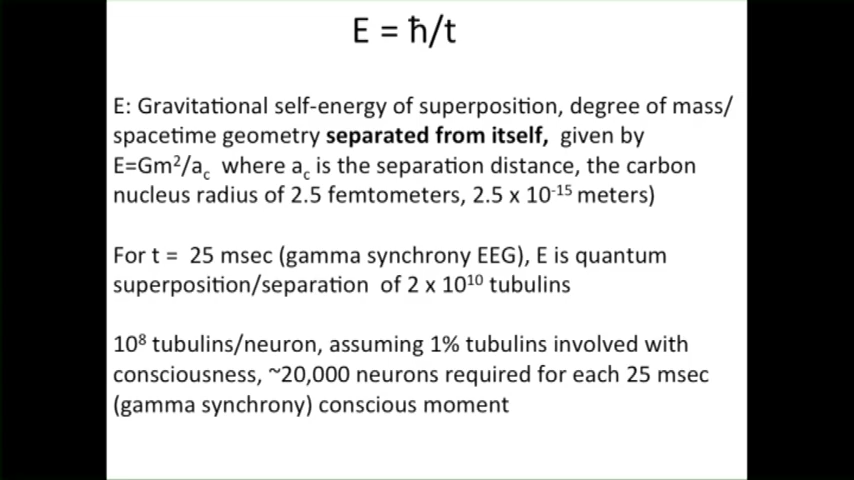 E = ħ/t
E: Gravitational self-energy of superposition, degree of mass/
spacetime geometry separated from itself,  given by
E=Gm²/a꜀  where a꜀ is the separation distance, the carbon
nucleus radius of 2.5 femtometers, 2.5 x 10⁻¹⁵ meters)
For t =  25 msec (gamma synchrony EEG), E is quantum
superposition/separation  of 2 x 10¹⁰ tubulins
10⁸ tubulins/neuron, assuming 1% tubulins involved with
consciousness, ~20,000 neurons required for each 25 msec
(gamma synchrony) conscious moment